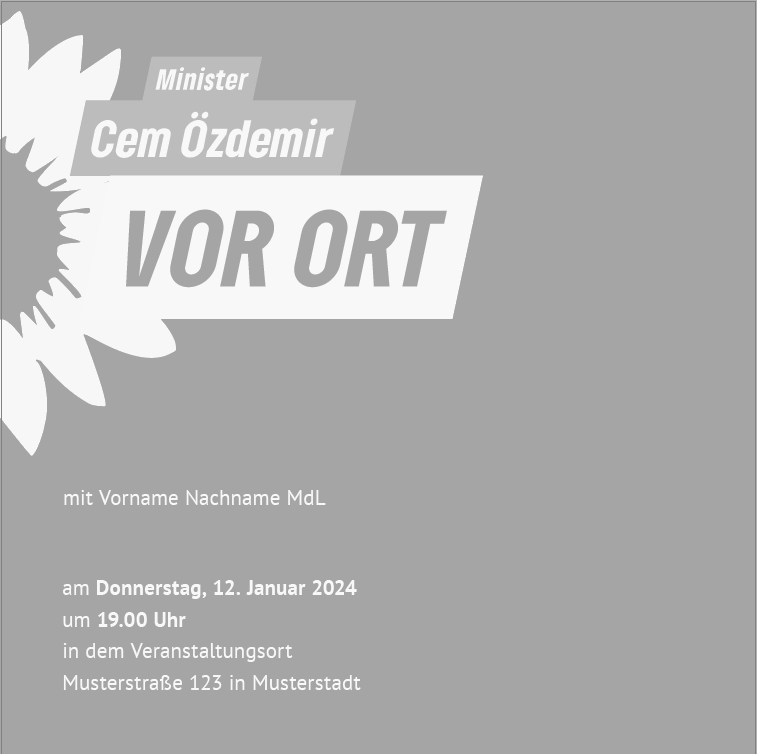 Minister
Cem Özdemir
VOR ORT
mit Vorname Nachname MdL
am Donnerstag, 12. Januar 2024
um 19.00 Uhr
in dem Veranstaltungsort
Musterstraße 123 in Musterstadt